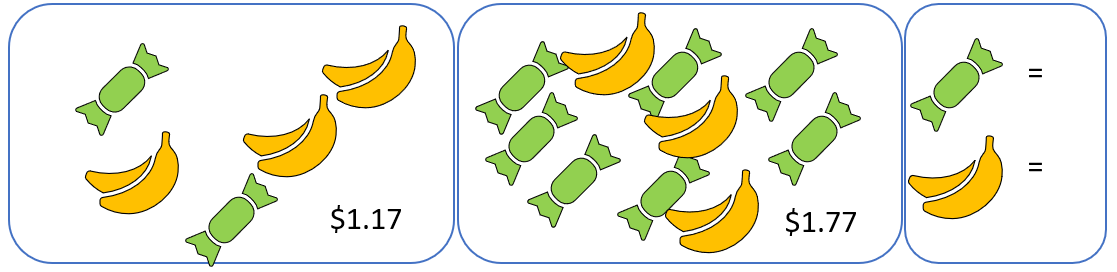 =
$1.17
$1.77
=